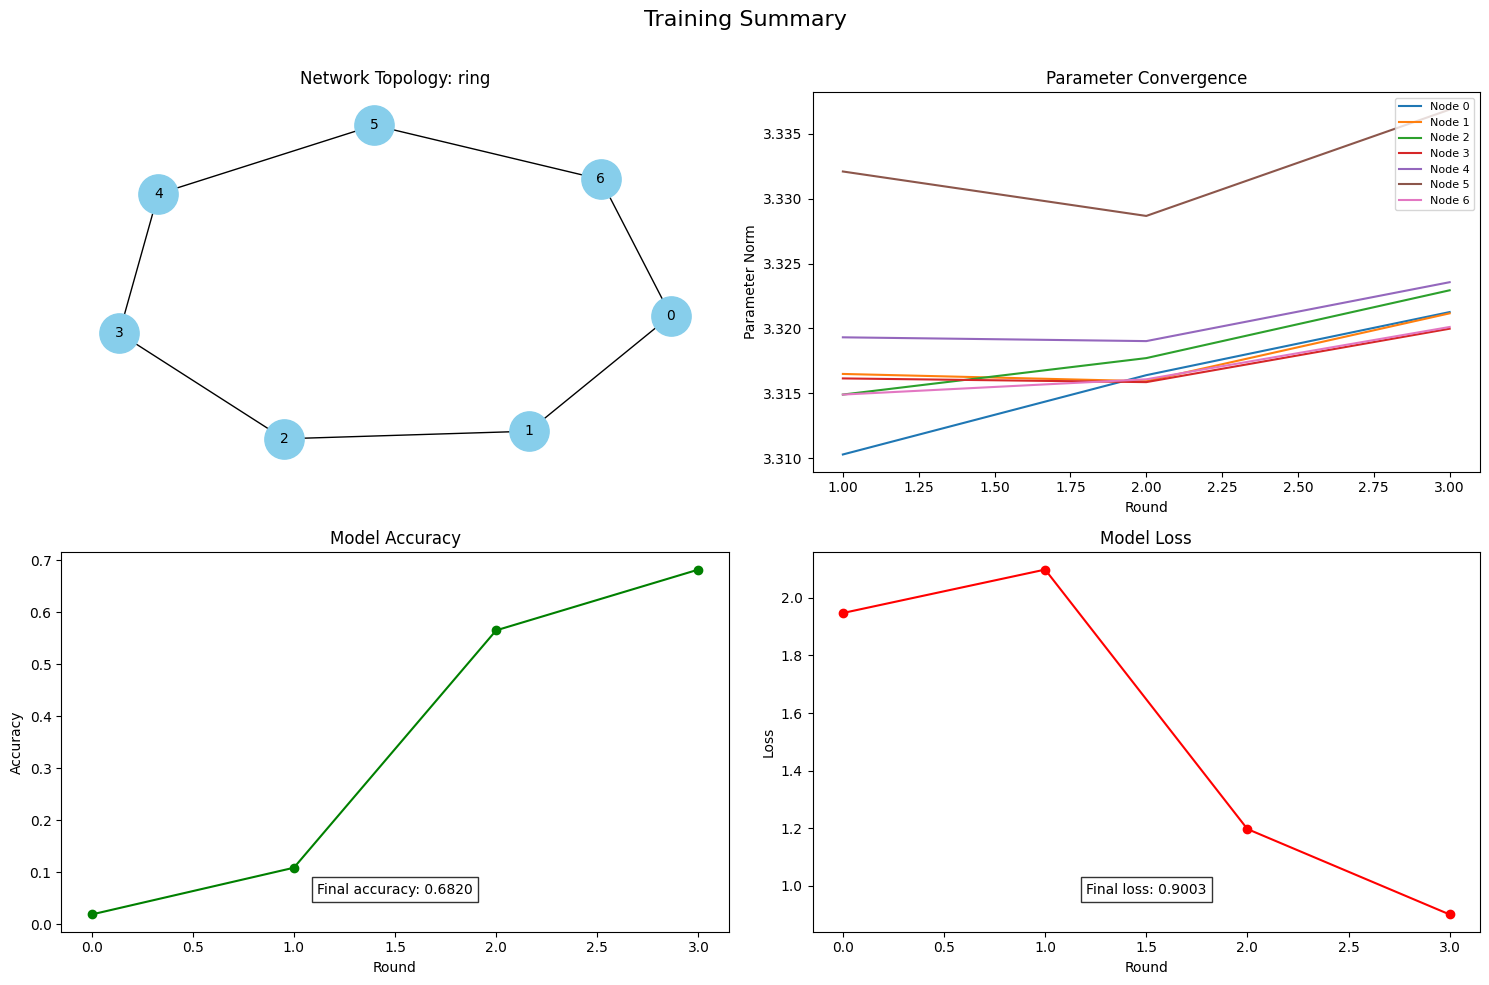 Training Summary
Network Topology: ring
5
6
4
0
3
1
2
Parameter Convergence
Parameter Norm
3.335
3.330
3.325
3.320
3.315
3.310
Node 0
Node 1
Node 2
Node 3
Node 4
Node 5
Node 6
1.00 1.25 1.50 1.75 2.00 2.25 2.50 2.75 3.00
Round
Model Accuracy
Accuracy
0.7
0.6
0.5
0.4
0.3
0.2
0.1
0.0
Final accuracy: 0.6820
0.0 0.5 1.0 1.5 2.0 2.5 3.0
Round
Model Loss
Loss
2.0
1.8
1.6
1.4
1.2
1.0
Final loss: 0.9003
0.0 0.5 1.0 1.5 2.0 2.5 3.0
Round